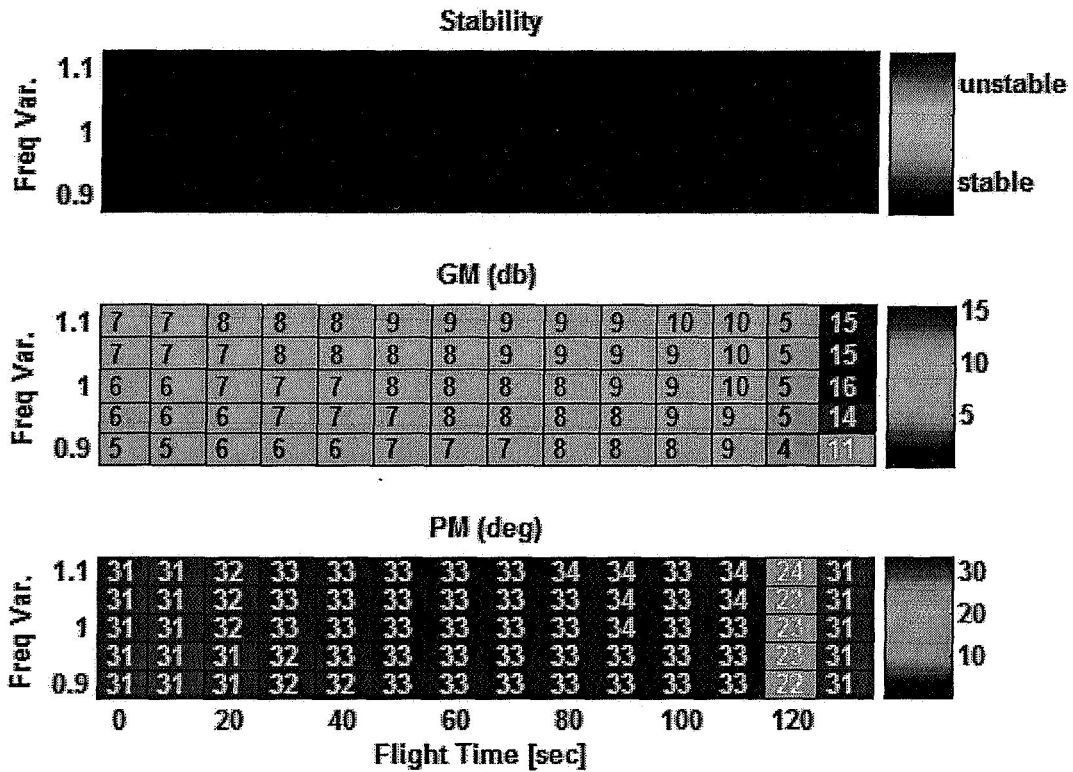 Stability
Freq Var.
1.1
1
0.9
unstable
stable
GM (db)
Freq Var.
1.1 7 7 8 8 8 9 9 9 9 9 10 10 5 15
7 7 7 8 8 8 8 9 9 9 9 10 5 15
1 6 6 7 7 7 8 8 8 8 9 9 10 5 16
6 6 6 7 7 7 8 8 8 8 9 9 5 14
0.9 5 5 6 6 6 7 7 7 8 8 8 9 4 11
15
10
5
PM (deg)
Freq Var.
1.1 31 31 32 33 33 33 33 33 34 34 33 34 24 31
31 31 32 33 33 33 33 33 33 34 33 34 23 31
1 31 31 32 33 33 33 33 33 33 34 33 33 23 31
31 31 31 32 33 33 33 33 33 33 33 33 23 31
0.9 31 31 31 32 32 33 33 33 33 33 33 33 22 31
30
20
10
0 20 40 60 80 100 120
Flight Time [sec]